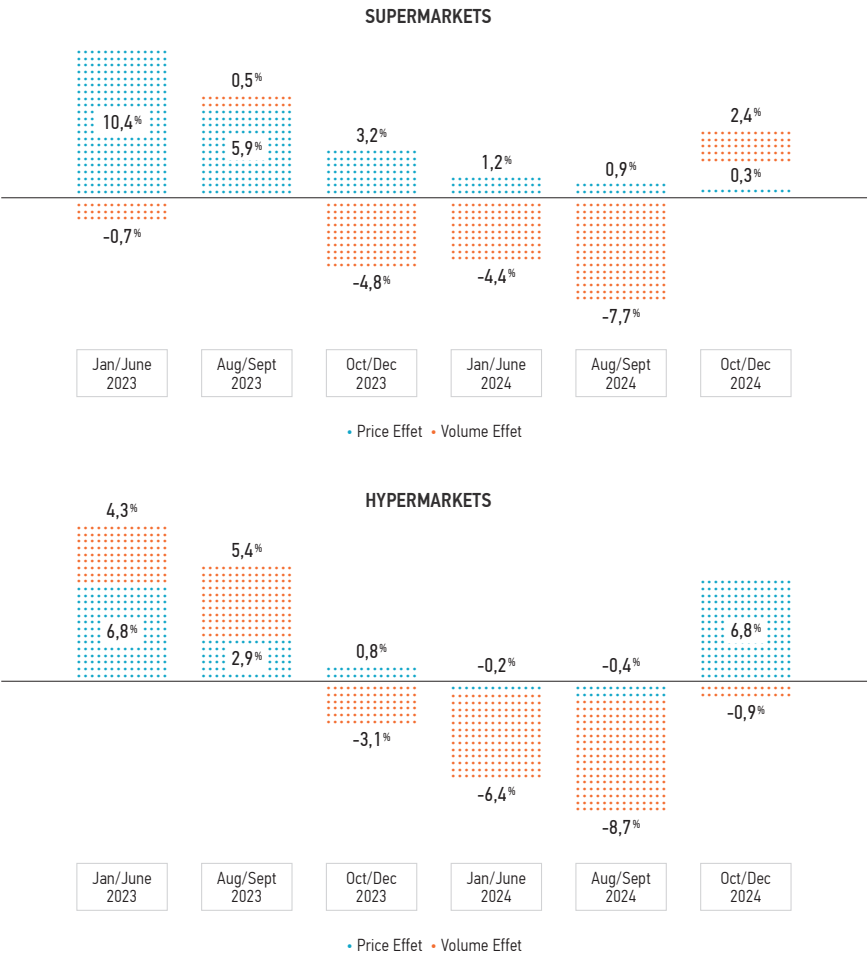 SUPERMARKETS
10,4%
-0,7%
0,5%
5,9%
3,2%
-4,8%
1,2%
-4,4%
0,9%
-7,7%
2,4%
0,3%
Jan/June
2023
Aug/Sept
2023
Oct/Dec
2023
Jan/June
2024
Aug/Sept
2024
Oct/Dec
2024
• Price Effet • Volume Effet
HYPERMARKETS
4,3%
6,8%
5,4%
2,9%
0,8%
-3,1%
-0,2%
-6,4%
-0,4%
-8,7%
6,8%
-0,9%
Jan/June
2023
Aug/Sept
2023
Oct/Dec
2023
Jan/June
2024
Aug/Sept
2024
Oct/Dec
2024
• Price Effet • Volume Effet